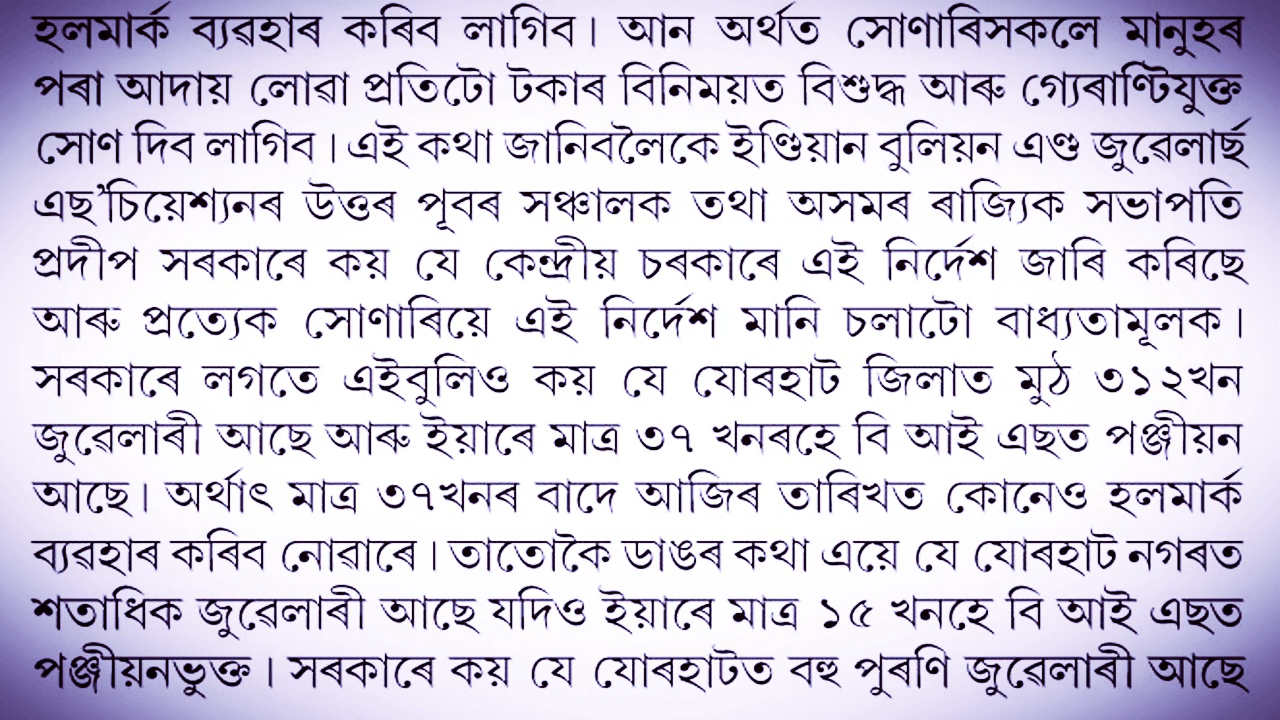 হলমাৰ্ক ব্যৱহাৰ কৰিব লাগিব। আন অৰ্থত সোণাৰিসকলে মানুহৰ
পৰা আদায় লোৱা প্ৰতিটো টকাৰ বিনিময়ত বিশুদ্ধ আৰু গ্যেৰাণ্টিযুক্ত
সোণ দিব লাগিব। এই কথা জানিবলৈকে ইণ্ডিয়ান বুলিয়ন এণ্ড জুৱেলাৰ্ছ
এছ’চিয়েশ্যনৰ উত্তৰ পূবৰ সঞ্চালক তথা অসমৰ ৰাজ্যিক সভাপতি
প্ৰদীপ সৰকাৰে কয় যে কেন্দ্ৰীয় চৰকাৰে এই নিৰ্দেশ জাৰি কৰিছে
আৰু প্ৰত্যেক সোণাৰিয়ে এই নিৰ্দেশ মানি চলাটো বাধ্যতামূলক।
সৰকাৰে লগতে এইবুলিও কয় যে যোৰহাট জিলাত মুঠ ৩১২খন
জুৱেলাৰী আছে আৰু ইয়াৰে মাত্ৰ ৩৭ খনৰহে বি আই এছত পঞ্জীয়ন
আছে। অৰ্থাৎ মাত্ৰ ৩৭খনৰ বাদে আজিৰ তাৰিখত কোনেও হলমাৰ্ক
ব্যৱহাৰ কৰিব নোৱাৰে। তাতোকৈ ডাঙৰ কথা এয়ে যে যোৰহাট নগৰত
শতাধিক জুৱেলাৰী আছে যদিও ইয়াৰে মাত্ৰ ১৫ খনহে বি আই এছত
পঞ্জীয়নভুক্ত। সৰকাৰে কয় যে যোৰহাটত বহু পুৰণি জুৱেলাৰী আছে